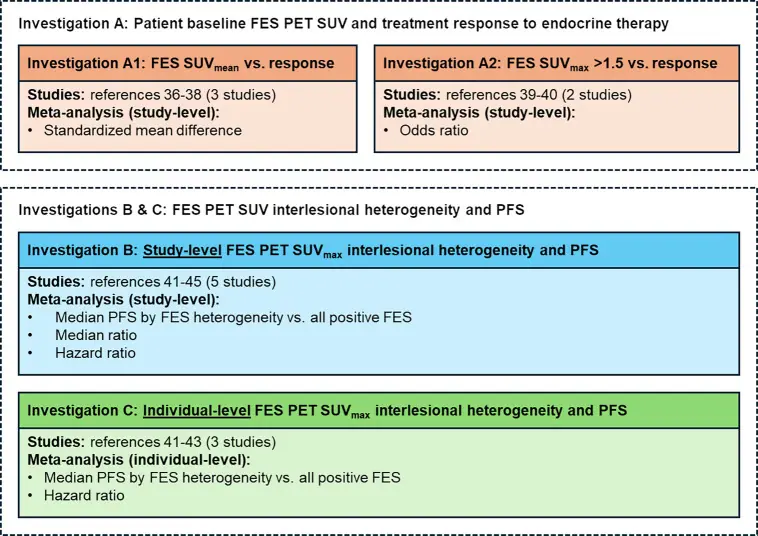 Investigation A: Patient baseline FES PET SUV and treatment response to endocrine therapy
Investigation A1: FES SUVmean vs. response
Studies: references 36-38 (3 studies)
Meta-analysis (study-level):
• Standardized mean difference
Investigation A2: FES SUVmax >1.5 vs. response
Studies: references 39-40 (2 studies)
Meta-analysis (study-level):
• Odds ratio
Investigations B & C: FES PET SUV interlesional heterogeneity and PFS
Investigation B: Study-level FES PET SUVmax interlesional heterogeneity and PFS
Studies: references 41-45 (5 studies)
Meta-analysis (study-level):
• Median PFS by FES heterogeneity vs. all positive FES
• Median ratio
• Hazard ratio
Investigation C: Individual-level FES PET SUVmax interlesional heterogeneity and PFS
Studies: references 41-43 (3 studies)
Meta-analysis (individual-level):
• Median PFS by FES heterogeneity vs. all positive FES
• Hazard ratio